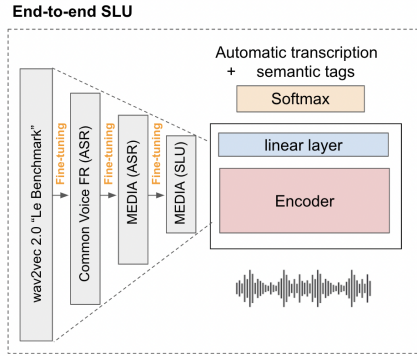 End-to-end SLU
wav2vec 2.0 “Le Benchmark”
Fine-tuning
Common Voice FR (ASR)
Fine-tuning
MEDIA (ASR)
Fine-tuning
MEDIA (SLU)
Automatic transcription
+ semantic tags
Softmax
linear layer
Encoder